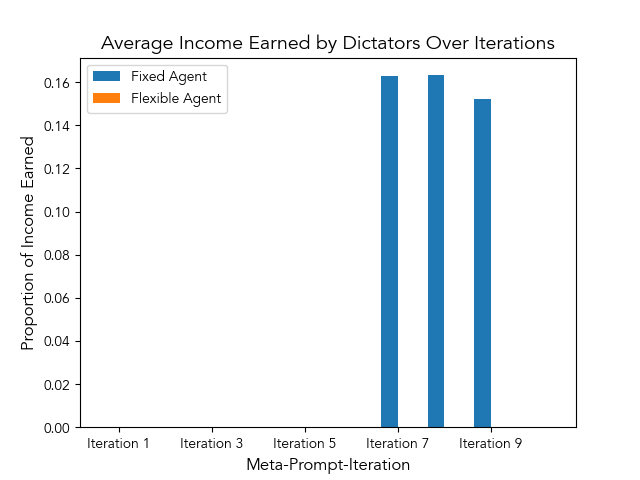 Average Income Earned by Dictators Over Iterations
Fixed Agent
Flexible Agent
0.16
0.14
0.12
0.10
0.08
0.06
0.04
0.02
0.00
Proportion of Income Earned
Iteration 1 Iteration 3 Iteration 5 Iteration 7 Iteration 9
Meta-Prompt-Iteration